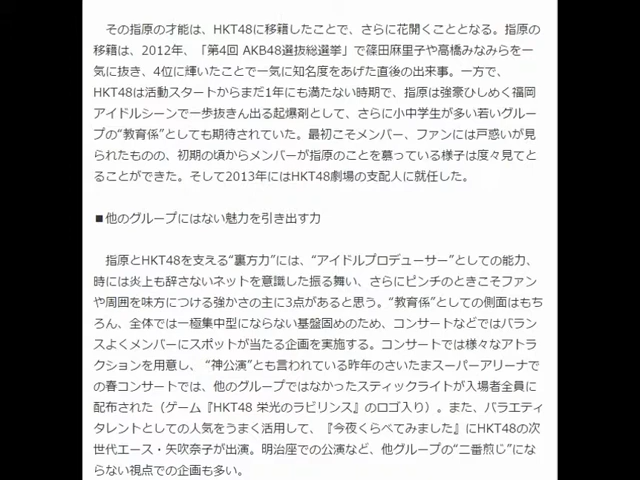 その指原の才能は、HKT48に移籍したことで、さらに花開くこととなる。指原の
移籍は、2012年、「第4回 AKB48選抜総選挙」で篠田麻里子や高橋みなみらを一
気に抜き、4位に輝いたことで一気に知名度をあげた直後の出来事。一方で、
HKT48は活動スタートからまだ1年にも満たない時期で、指原は強豪ひしめく福岡
アイドルシーンで一歩抜きん出る起爆剤として、さらに小中学生が多い若いグルー
プの“教育係”としても期待されていた。最初こそメンバー、ファンには戸惑いが見
られたものの、初期の頃からメンバーが指原のことを慕っている様子は度々見てと
ることができた。そして2013年にはHKT48劇場の支配人に就任した。
■他のグループにはない魅力を引き出す力
指原とHKT48を支える“裏方力”には、“アイドルプロデューサー”としての能力、
時には炎上も辞さないネットを意識した振る舞い、さらにピンチのときこそファン
や周囲を味方につける強かさの主に3点があると思う。“教育係”としての側面はもち
ろん、全体では一極集中型にならない基盤固めのため、コンサートなどではバラン
スよくメンバーにスポットが当たる企画を実施する。コンサートでは様々なアトラ
クションを用意し、“神公演”とも言われている昨年のさいたまスーパーアリーナで
の春コンサートでは、他のグループではなかったスティックライトが入場者全員に
配布された（ゲーム『HKT48 栄光のラビリンス』のロゴ入り）。また、バラエティ
タレントとしての人気をうまく活用して、『今夜くらべてみました』にHKT48の次
世代エース・矢吹奈子が出演。明治座での公演など、他グループの“二番煎じ”にな
らない視点での企画も多い。